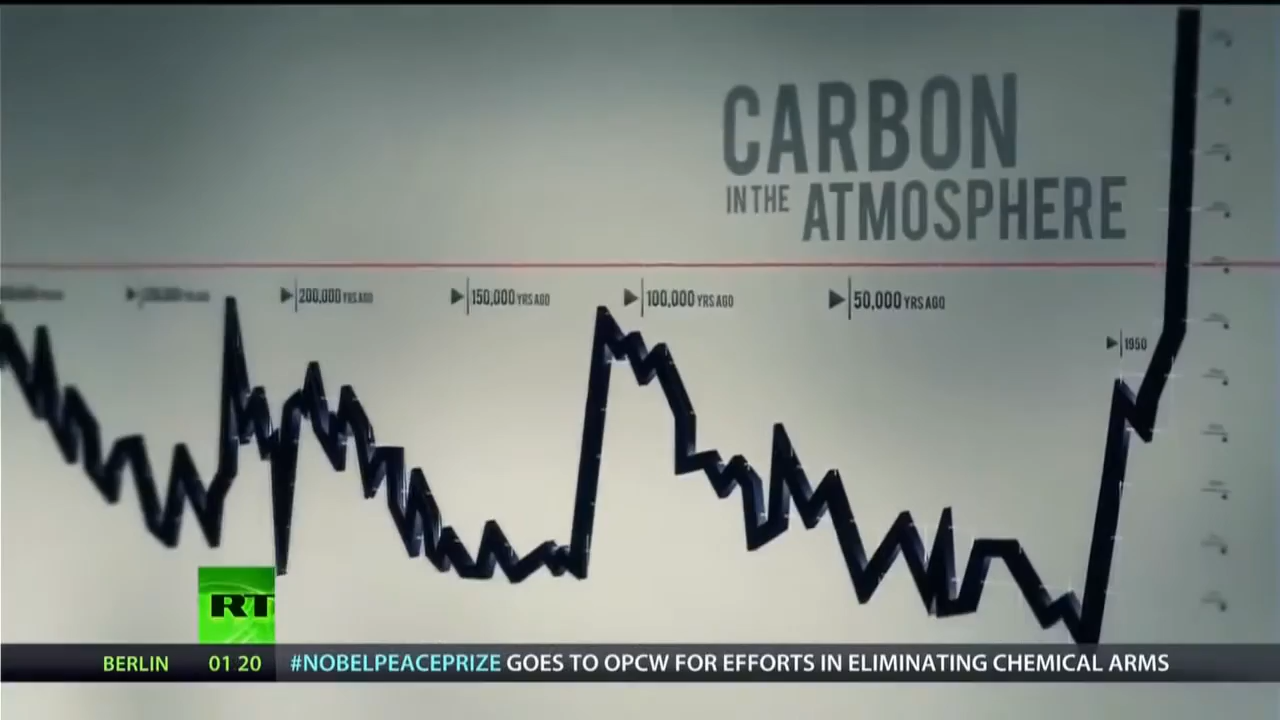 CARBON
IN THE ATMOSPHERE
200,000 YRS AGO
150,000 YRS AGO
100,000 YRS AGO
50,000 YRS AGO
1950
RT
BERLIN 01 20 #NOBELPEACEPRIZE GOES TO OPCW FOR EFFORTS IN ELIMINATING CHEMICAL ARMS